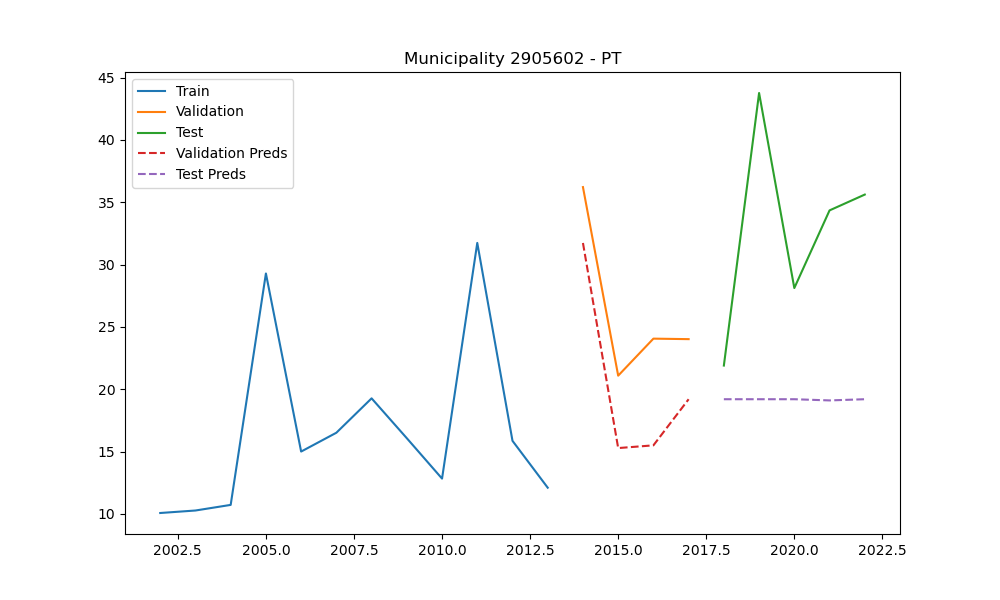 Municipality 2905602 - PT
45
40
35
30
25
20
15
10
Train
Validation
Test
Validation Preds
Test Preds
2002.5 2005.0 2007.5 2010.0 2012.5 2015.0 2017.5 2020.0 2022.5